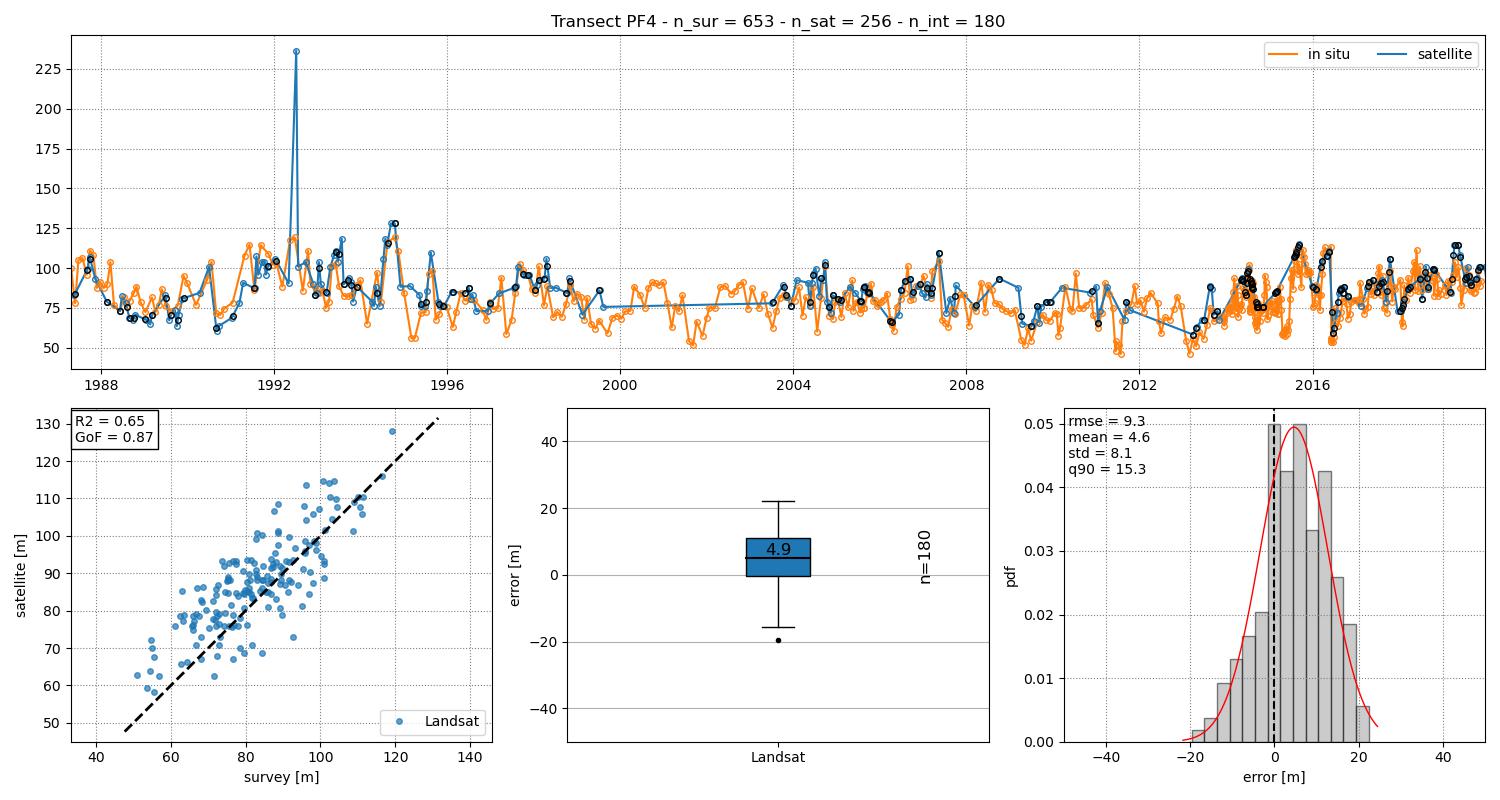 Transect PF4 - n_sur = 653 - n_sat = 256 - n_int = 180
in situ
satellite
225
200
175
150
125
100
75
50
1988
1992
1996
2000
2004
2008
2012
2016
R2 = 0.65
GoF = 0.87
satellite [m]
130
120
110
100
90
80
70
60
50
Landsat
40
60
80
100
120
140
survey [m]
error [m]
40
20
0
−20
−40
4.9
n=180
Landsat
rmse = 9.3
mean = 4.6
std = 8.1
q90 = 15.3
pdf
0.05
0.04
0.03
0.02
0.01
0.00
−40
−20
0
20
40
error [m]